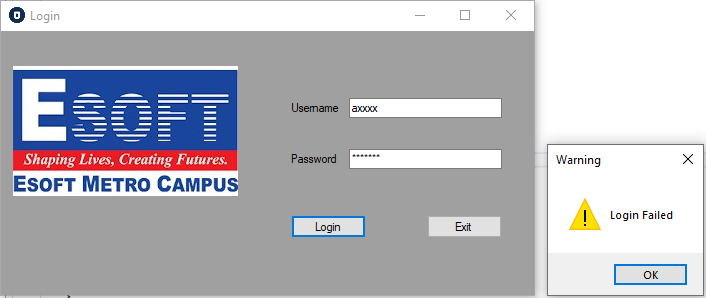 Login
ESOFT
Shaping Lives, Creating Futures.
ESOFT METRO CAMPUS
Username axxxx
Password *******
Login Exit
Warning
Login Failed
OK